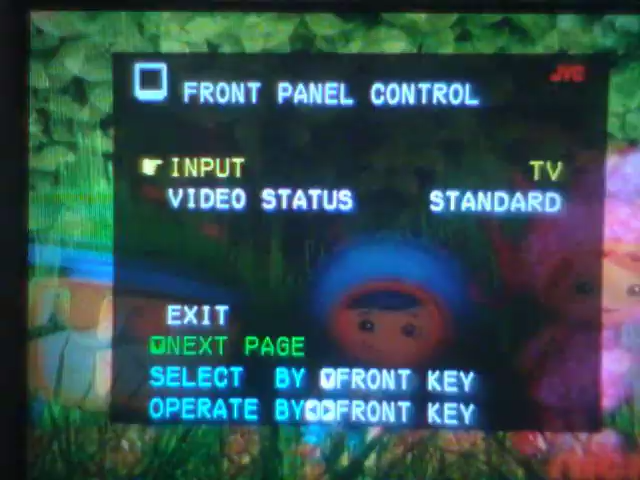 JVC
FRONT PANEL CONTROL
INPUT TV
VIDEO STATUS STANDARD
EXIT
NEXT PAGE
SELECT BY FRONT KEY
OPERATE BY FRONT KEY